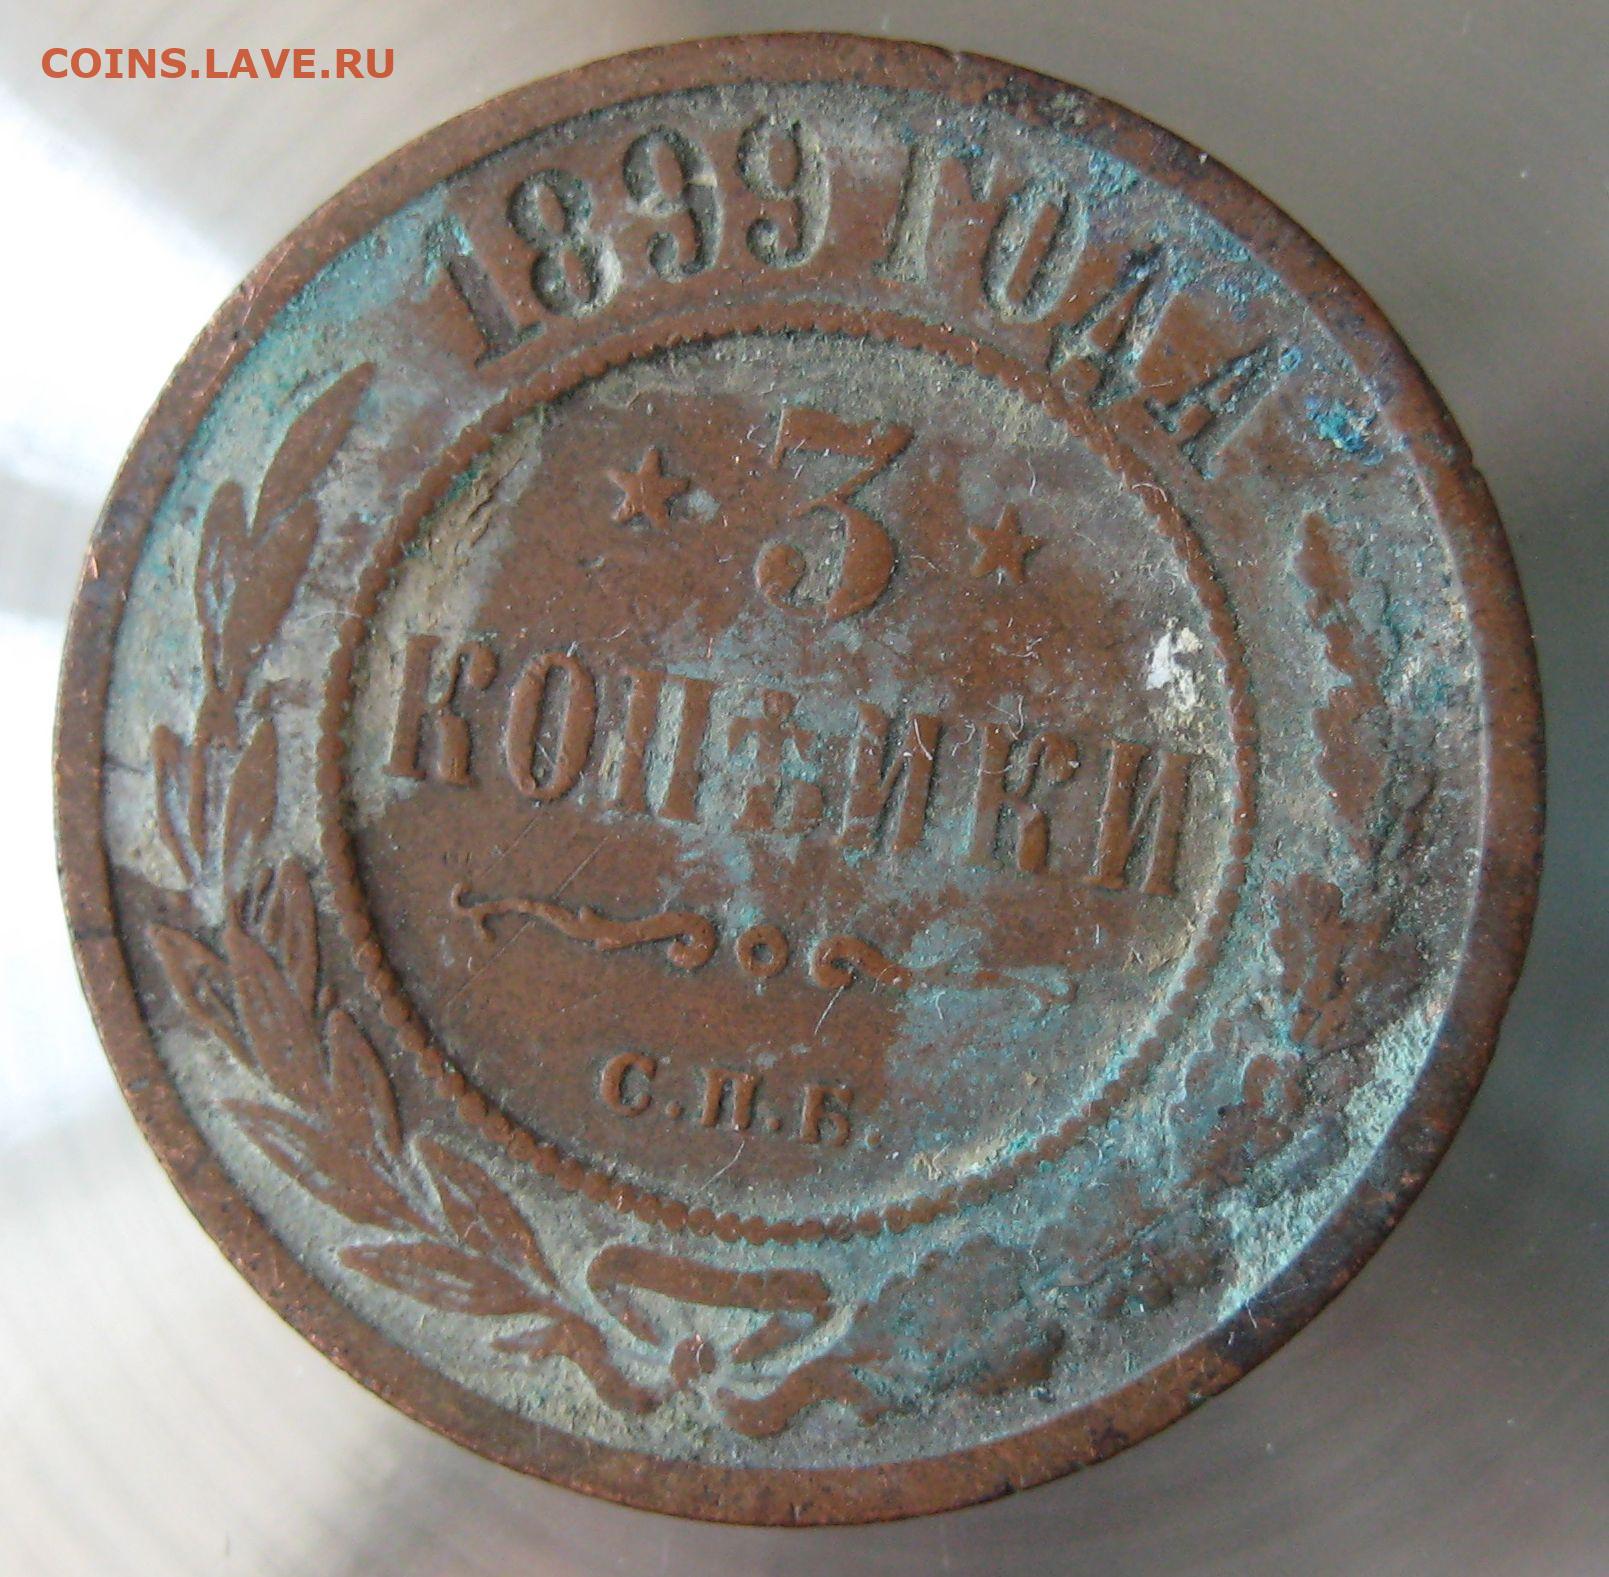 COINS.LAVE.RU
1899 ГОДА
3
КОПѢЙКИ
С.П.Б.